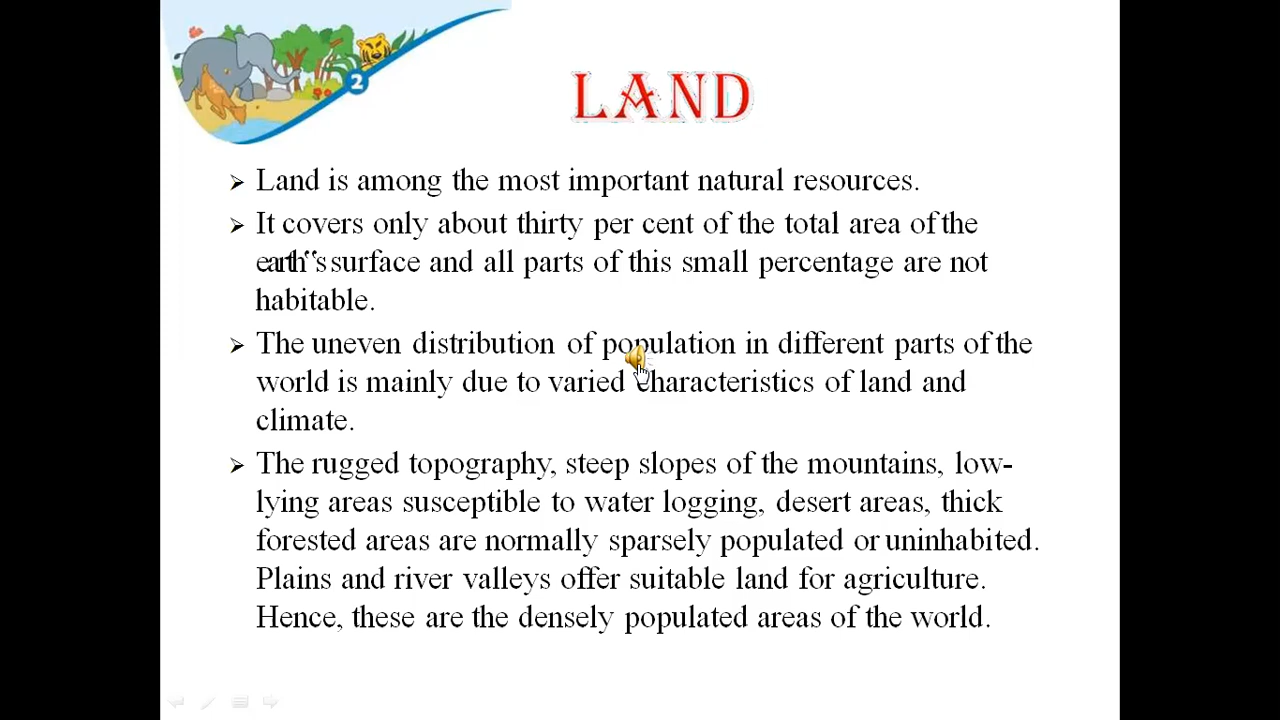 2
LAND
Land is among the most important natural resources.
It covers only about thirty per cent of the total area of the
earth‟s surface and all parts of this small percentage are not
habitable.
The uneven distribution of population in different parts of the
world is mainly due to varied characteristics of land and
climate.
The rugged topography, steep slopes of the mountains, low-
lying areas susceptible to water logging, desert areas, thick
forested areas are normally sparsely populated or uninhabited.
Plains and river valleys offer suitable land for agriculture.
Hence, these are the densely populated areas of the world.